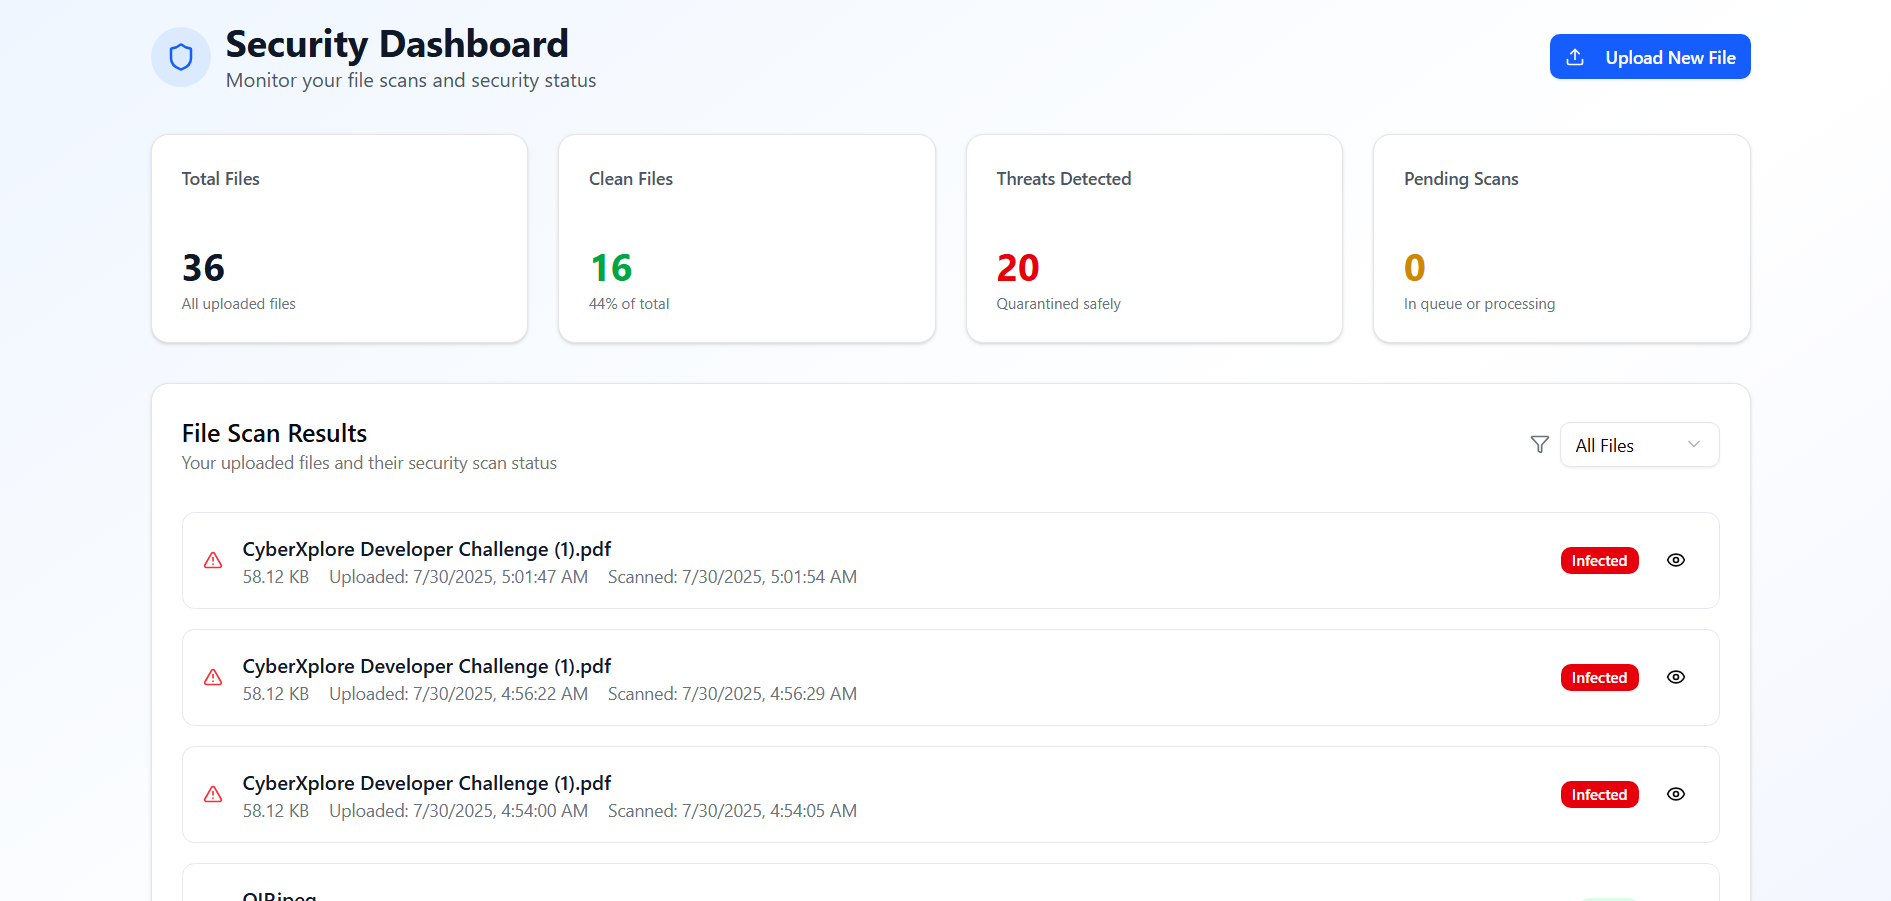 Security Dashboard
Monitor your file scans and security status
Upload New File
Total Files
36
All uploaded files
Clean Files
16
44% of total
Threats Detected
20
Quarantined safely
Pending Scans
0
In queue or processing
File Scan Results
Your uploaded files and their security scan status
All Files
CyberXplore Developer Challenge (1).pdf
58.12 KB Uploaded: 7/30/2025, 5:01:47 AM Scanned: 7/30/2025, 5:01:54 AM
Infected
CyberXplore Developer Challenge (1).pdf
58.12 KB Uploaded: 7/30/2025, 4:56:22 AM Scanned: 7/30/2025, 4:56:29 AM
Infected
CyberXplore Developer Challenge (1).pdf
58.12 KB Uploaded: 7/30/2025, 4:54:00 AM Scanned: 7/30/2025, 4:54:05 AM
Infected